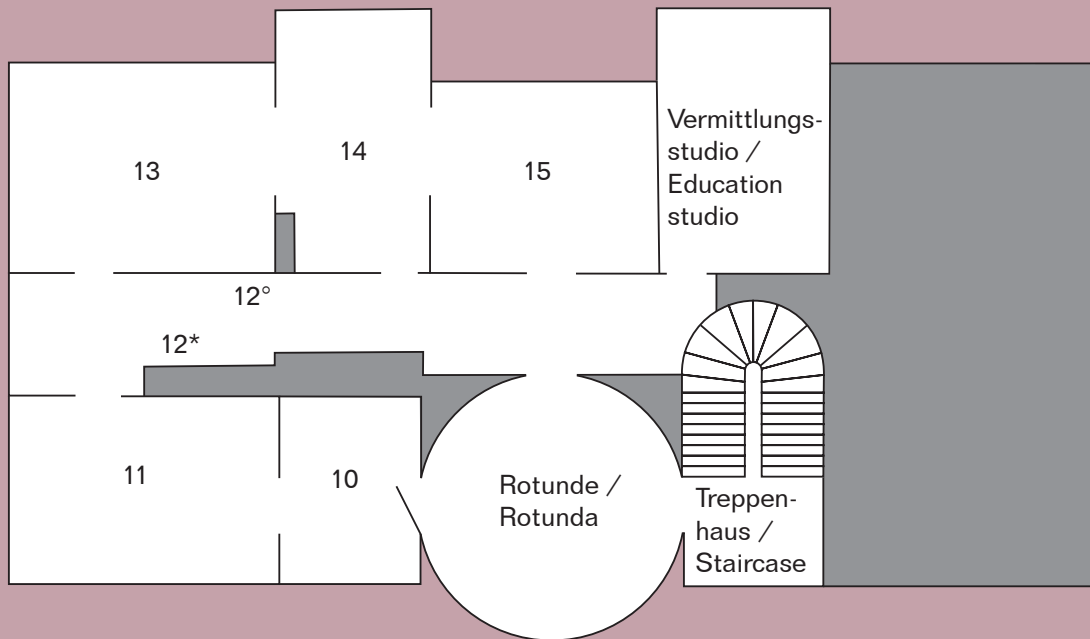 13
14
15
Vermittlungs-
studio /
Education
studio
12°
12*
11
10
Rotunde /
Rotunda
Treppen-
haus /
Staircase